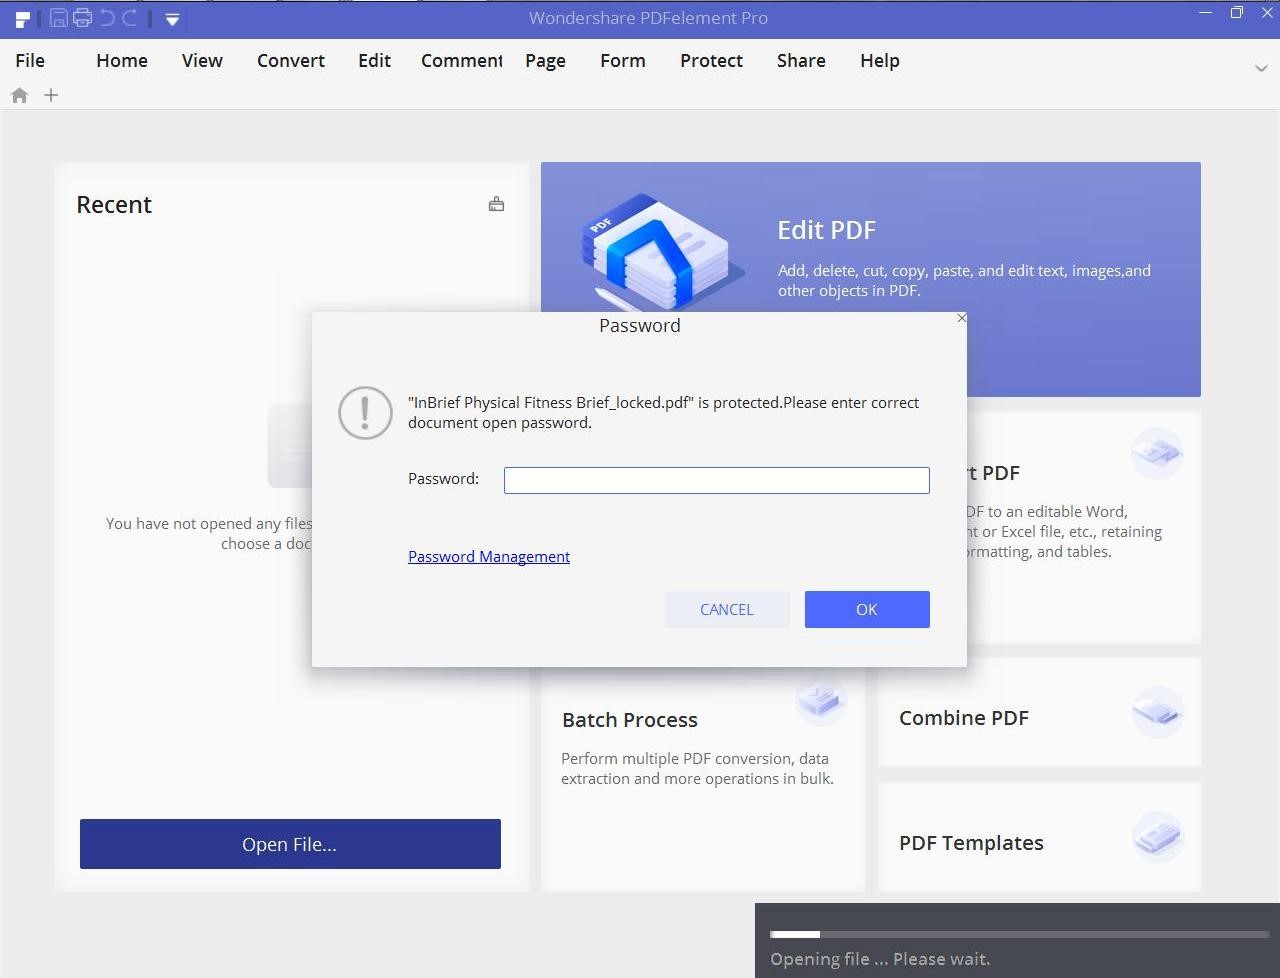 Wondershare PDFelement Pro
File Home View Convert Edit Comment Page Form Protect Share Help
Recent
You have not opened any files
choose a doc
Open File...
PDF
Edit PDF
Add, delete, cut, copy, paste, and edit text, images,and
other objects in PDF.
Password
"InBrief Physical Fitness Brief_locked.pdf" is protected.Please enter correct
document open password.
Password:
Password Management
CANCEL OK
t PDF
DF to an editable Word,
nt or Excel file, etc., retaining
ormatting, and tables.
Batch Process
Perform multiple PDF conversion, data
extraction and more operations in bulk.
Combine PDF
PDF Templates
Opening file ... Please wait.